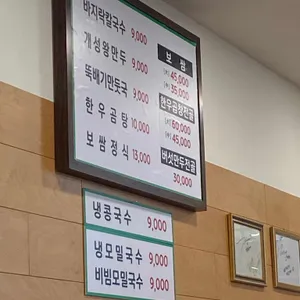 바지락칼국수 9,000
개성왕만두 9,000
뚝배기만둣국 9,000
한우곰탕 10,000
보쌈정식 13,000
보쌈
45,000
35,000
한우곱창전골
60,000
45,000
버섯만두전골
30,000
냉콩국수 9,000
냉모밀국수 9,000
비빔모밀국수 9,000